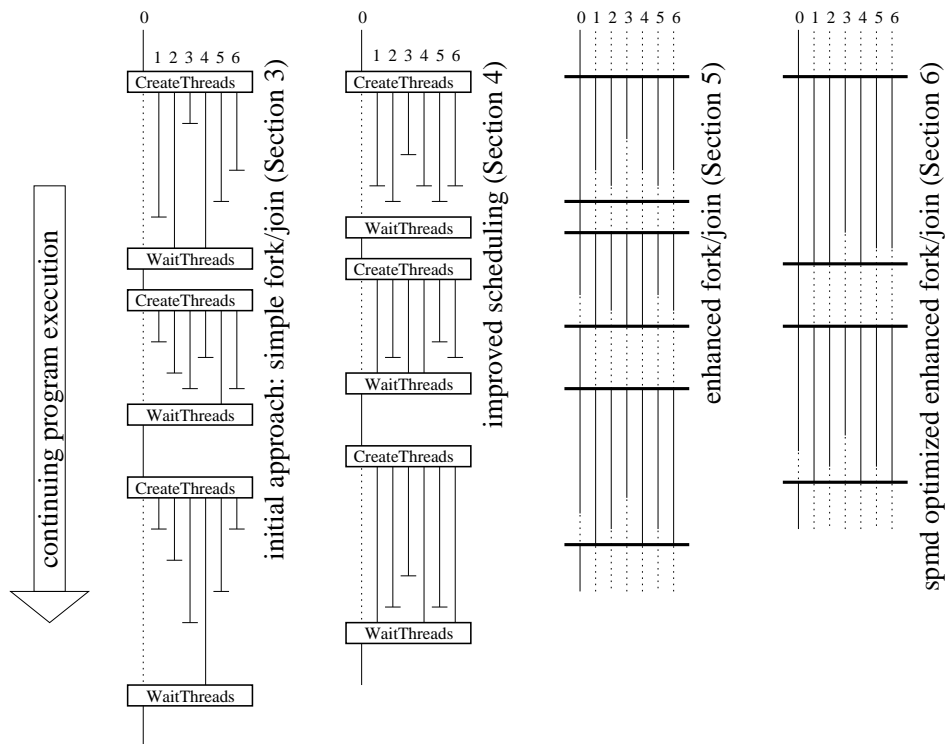 0
1 2 3 4 5 6
CreateThreads
WaitThreads
CreateThreads
WaitThreads
CreateThreads
WaitThreads
initial approach: simple fork/join (Section 3)
0
1 2 3 4 5 6
CreateThreads
WaitThreads
CreateThreads
WaitThreads
CreateThreads
WaitThreads
improved scheduling (Section 4)
0 1 2 3 4 5 6
enhanced fork/join (Section 5)
0 1 2 3 4 5 6
spmd optimized enhanced fork/join (Section 6)
continuing program execution